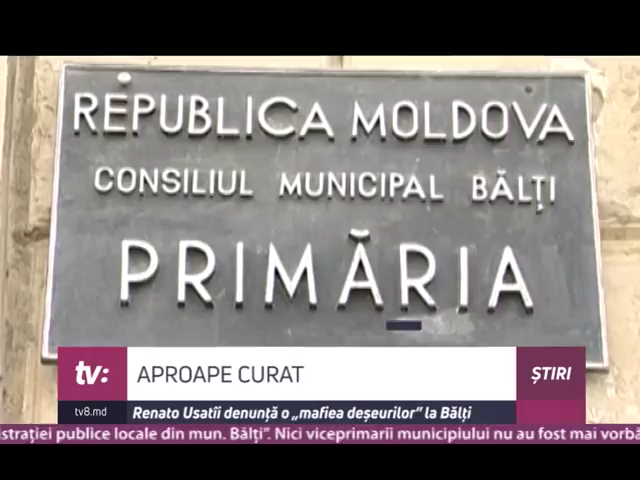 REPUBLICA MOLDOVA
CONSILIUL MUNICIPAL BĂLȚI
PRIMĂRIA
tv:
APROAPE CURAT
ȘTIRI
tv8.md
Renato Usatîi denunță o „mafiea deșeurilor” la Bălți
istrației publice locale din mun. Bălți”. Nici viceprimarii municipiului nu au fost mai vorbă